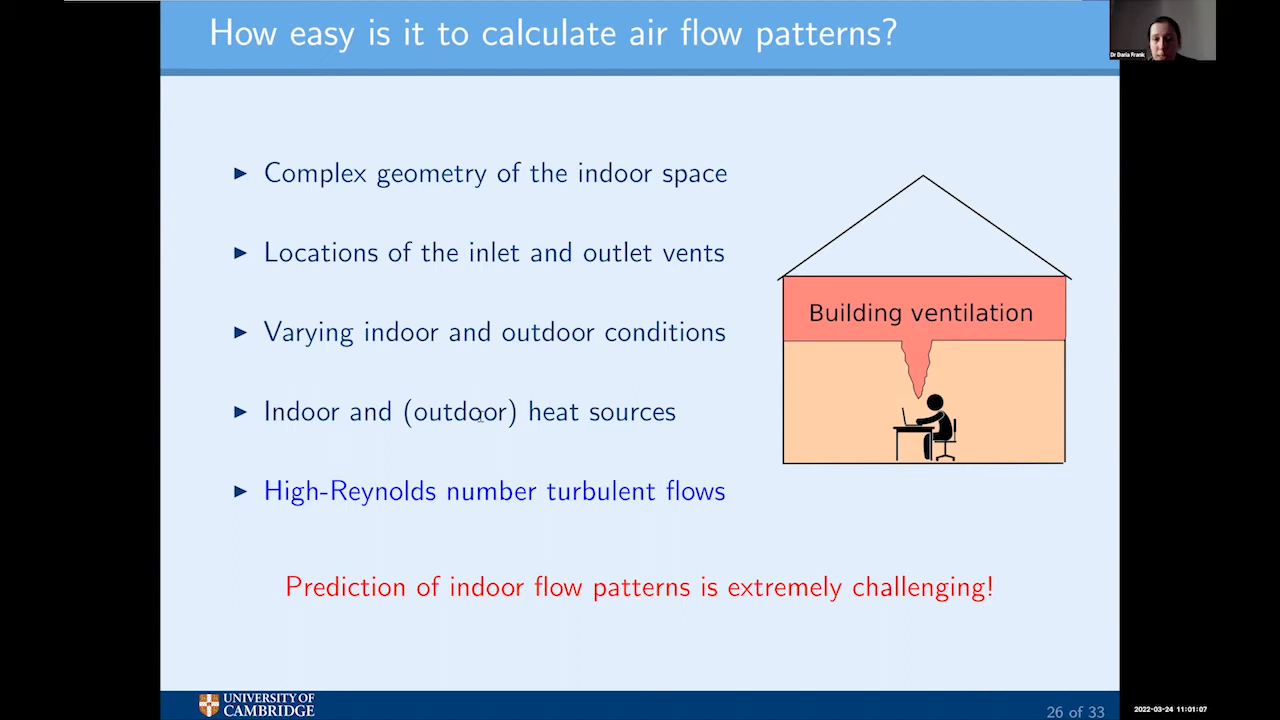 How easy is it to calculate air flow patterns?
Dr Daria Frank
Complex geometry of the indoor space
Locations of the inlet and outlet vents
Varying indoor and outdoor conditions
Indoor and (outdoor) heat sources
High-Reynolds number turbulent flows
Building ventilation
Prediction of indoor flow patterns is extremely challenging!
UNIVERSITY OF
CAMBRIDGE
26 of 33
2022-03-24 11:01:07